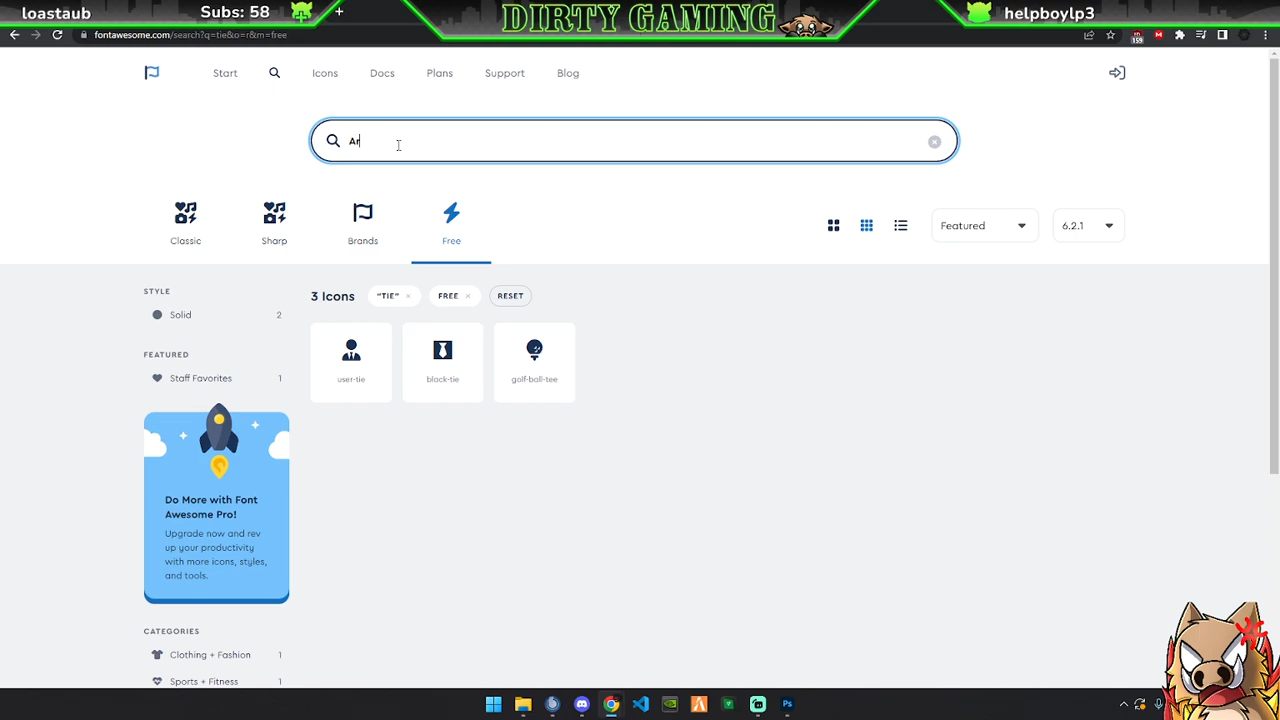 loastaub
Subs: 58
+
DIRTY GAMING
helpboylp3
fontawesome.com/search?q=tie&o=r&m=free
Start
Icons
Docs
Plans
Support
Blog
Ar
Classic
Sharp
Brands
Free
Featured
6.2.1
STYLE
Solid
2
FEATURED
Staff Favorites
1
3 Icons
"TIE" ×
FREE ×
RESET
user-tie
black-tie
golf-ball-tee
Do More with Font
Awesome Pro!
Upgrade now and rev
up your productivity
with more icons, styles,
and tools.
CATEGORIES
Clothing + Fashion
1
Sports + Fitness
1